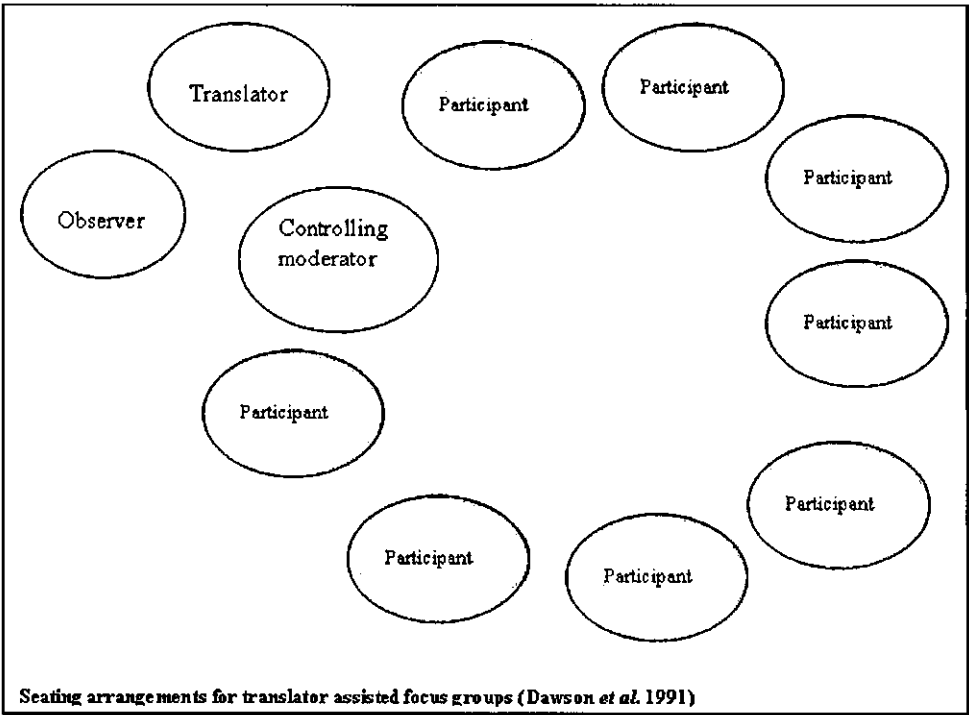 Translator
Participant
Participant
Participant
Observer
Controlling
moderator
Participant
Participant
Participant
Participant
Participant
Seating arrangements for translator assisted focus groups (Dawson et al. 1991)